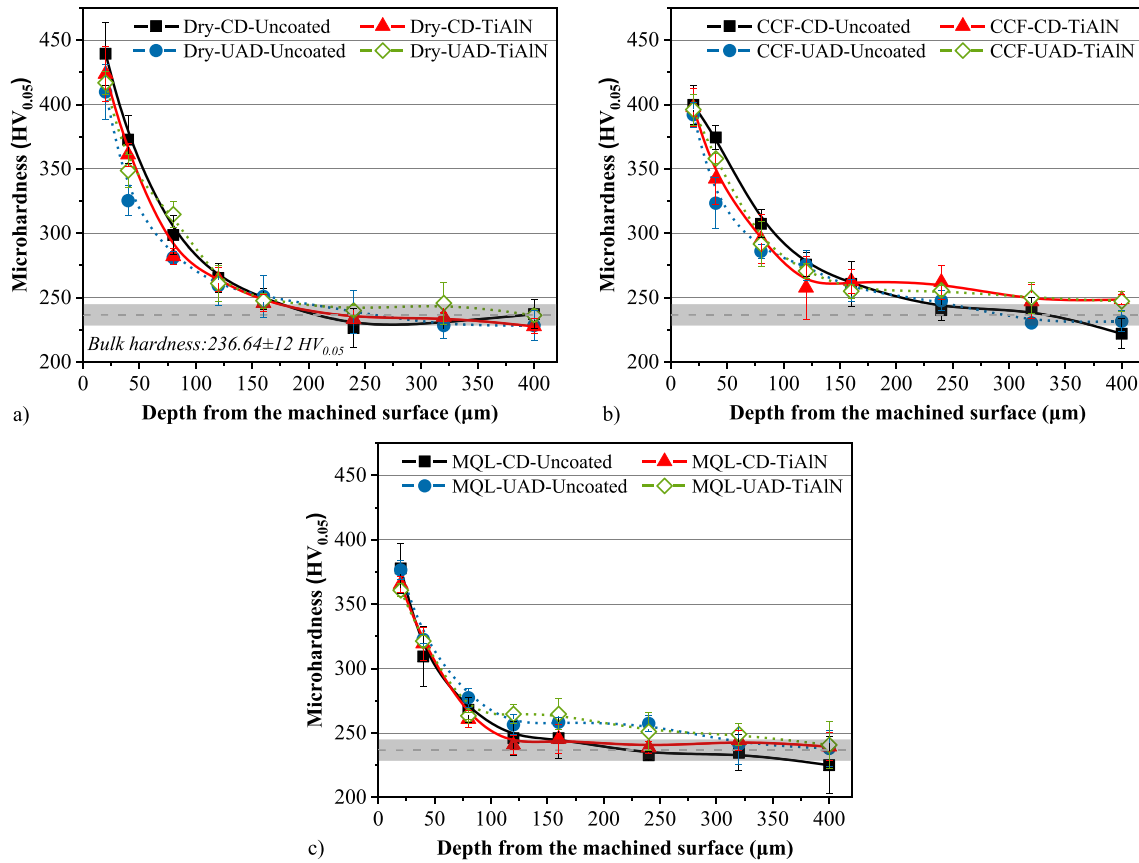 Dry-CD-Uncoated Dry-CD-TiAlN
Dry-UAD-Uncoated Dry-UAD-TiAlN
450
400
350
300
250
200
Microhardness (HV0.05)
Bulk hardness:236.64±12 HV0.05
0 50 100 150 200 250 300 350 400
a) Depth from the machined surface (µm)
CCF-CD-Uncoated CCF-CD-TiAlN
CCF-UAD-Uncoated CCF-UAD-TiAlN
450
400
350
300
250
200
Microhardness (HV0.05)
0 50 100 150 200 250 300 350 400
b) Depth from the machined surface (µm)
MQL-CD-Uncoated MQL-CD-TiAlN
MQL-UAD-Uncoated MQL-UAD-TiAlN
450
400
350
300
250
200
Microhardness (HV0.05)
0 50 100 150 200 250 300 350 400
c) Depth from the machined surface (µm)